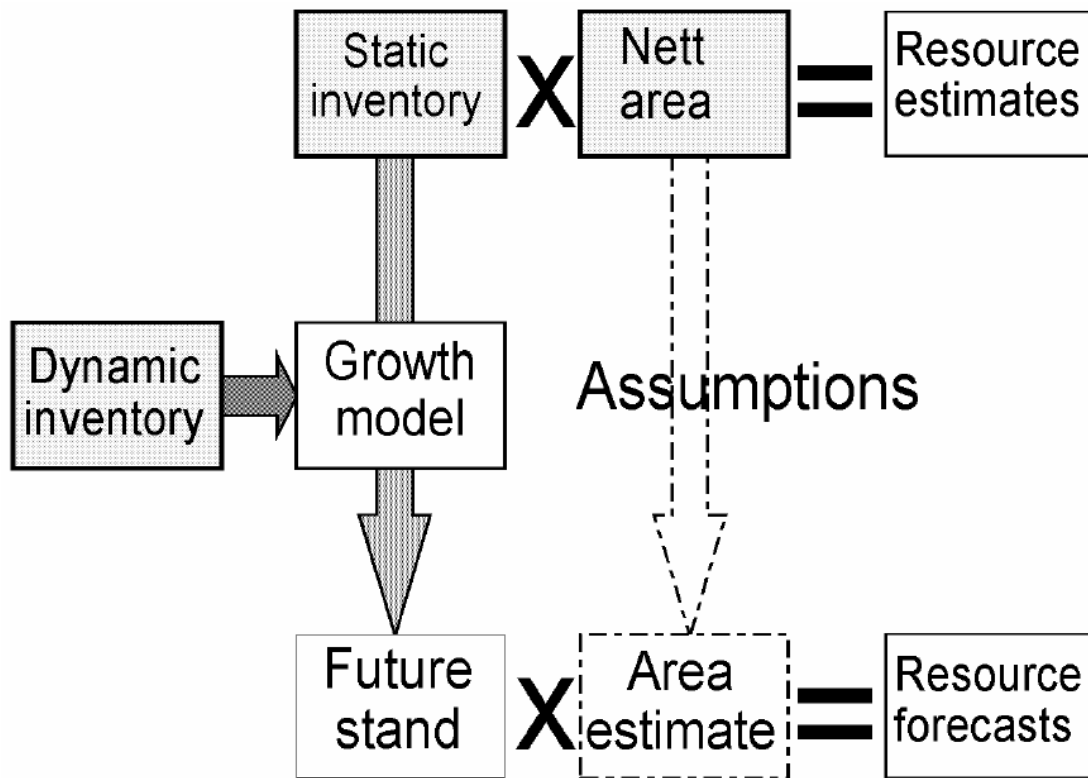 Static
inventory
X
Nett
area
=
Resource
estimates
Dynamic
inventory
Growth
model
Assumptions
Future
stand
X
Area
estimate
=
Resource
forecasts